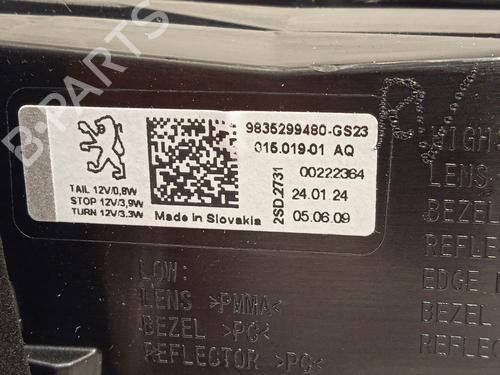 9835299480-GS23
015.019-01 AQ
00222364
2SD.2731
24.01.24
05.06.09
TAIL 12V/0,8W
STOP 12V/3,9W
TURN 12V/3.3W
Made in Slovakia
LOW:
LENS >PMMA<
BEZEL >PC<
REFLECTOR >PC<
LENS
BEZEL
REFLE
EDGE
BEZEL
REFLE
B-Parts